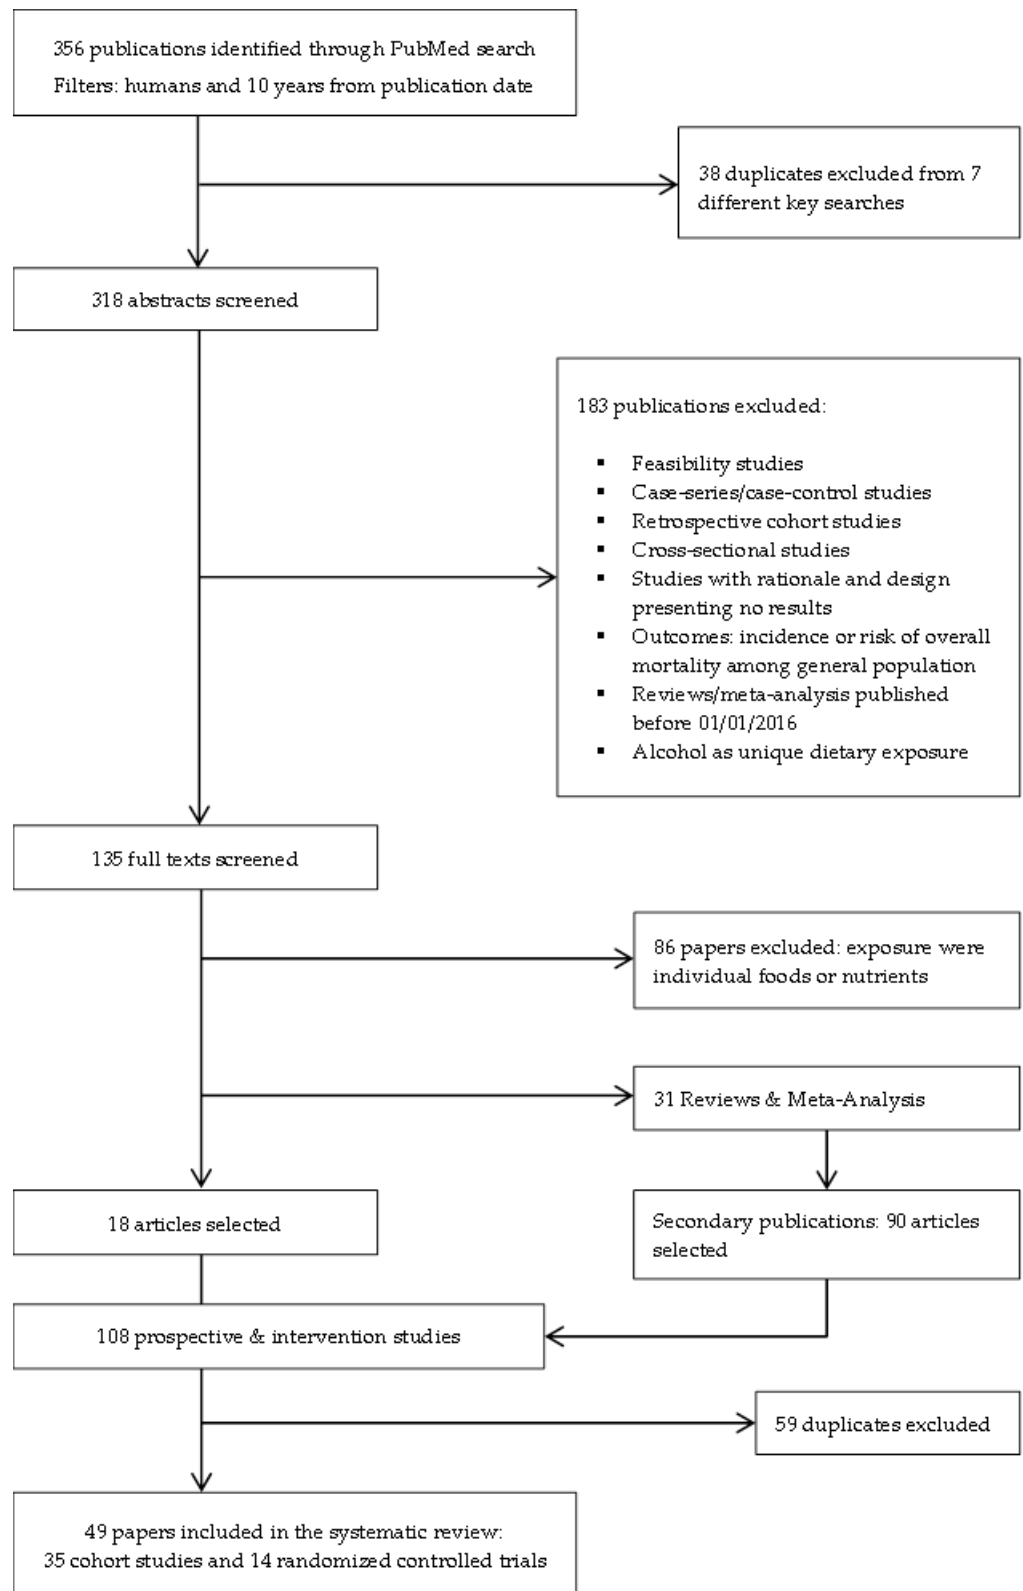 356 publications identified through PubMed search
Filters: humans and 10 years from publication date
38 duplicates excluded from 7
different key searches
318 abstracts screened
183 publications excluded:
▪ Feasibility studies
▪ Case-series/case-control studies
▪ Retrospective cohort studies
▪ Cross-sectional studies
▪ Studies with rationale and design
presenting no results
▪ Outcomes: incidence or risk of overall
mortality among general population
▪ Reviews/meta-analysis published
before 01/01/2016
▪ Alcohol as unique dietary exposure
135 full texts screened
86 papers excluded: exposure were
individual foods or nutrients
31 Reviews & Meta-Analysis
18 articles selected
Secondary publications: 90 articles
selected
108 prospective & intervention studies
59 duplicates excluded
49 papers included in the systematic review:
35 cohort studies and 14 randomized controlled trials